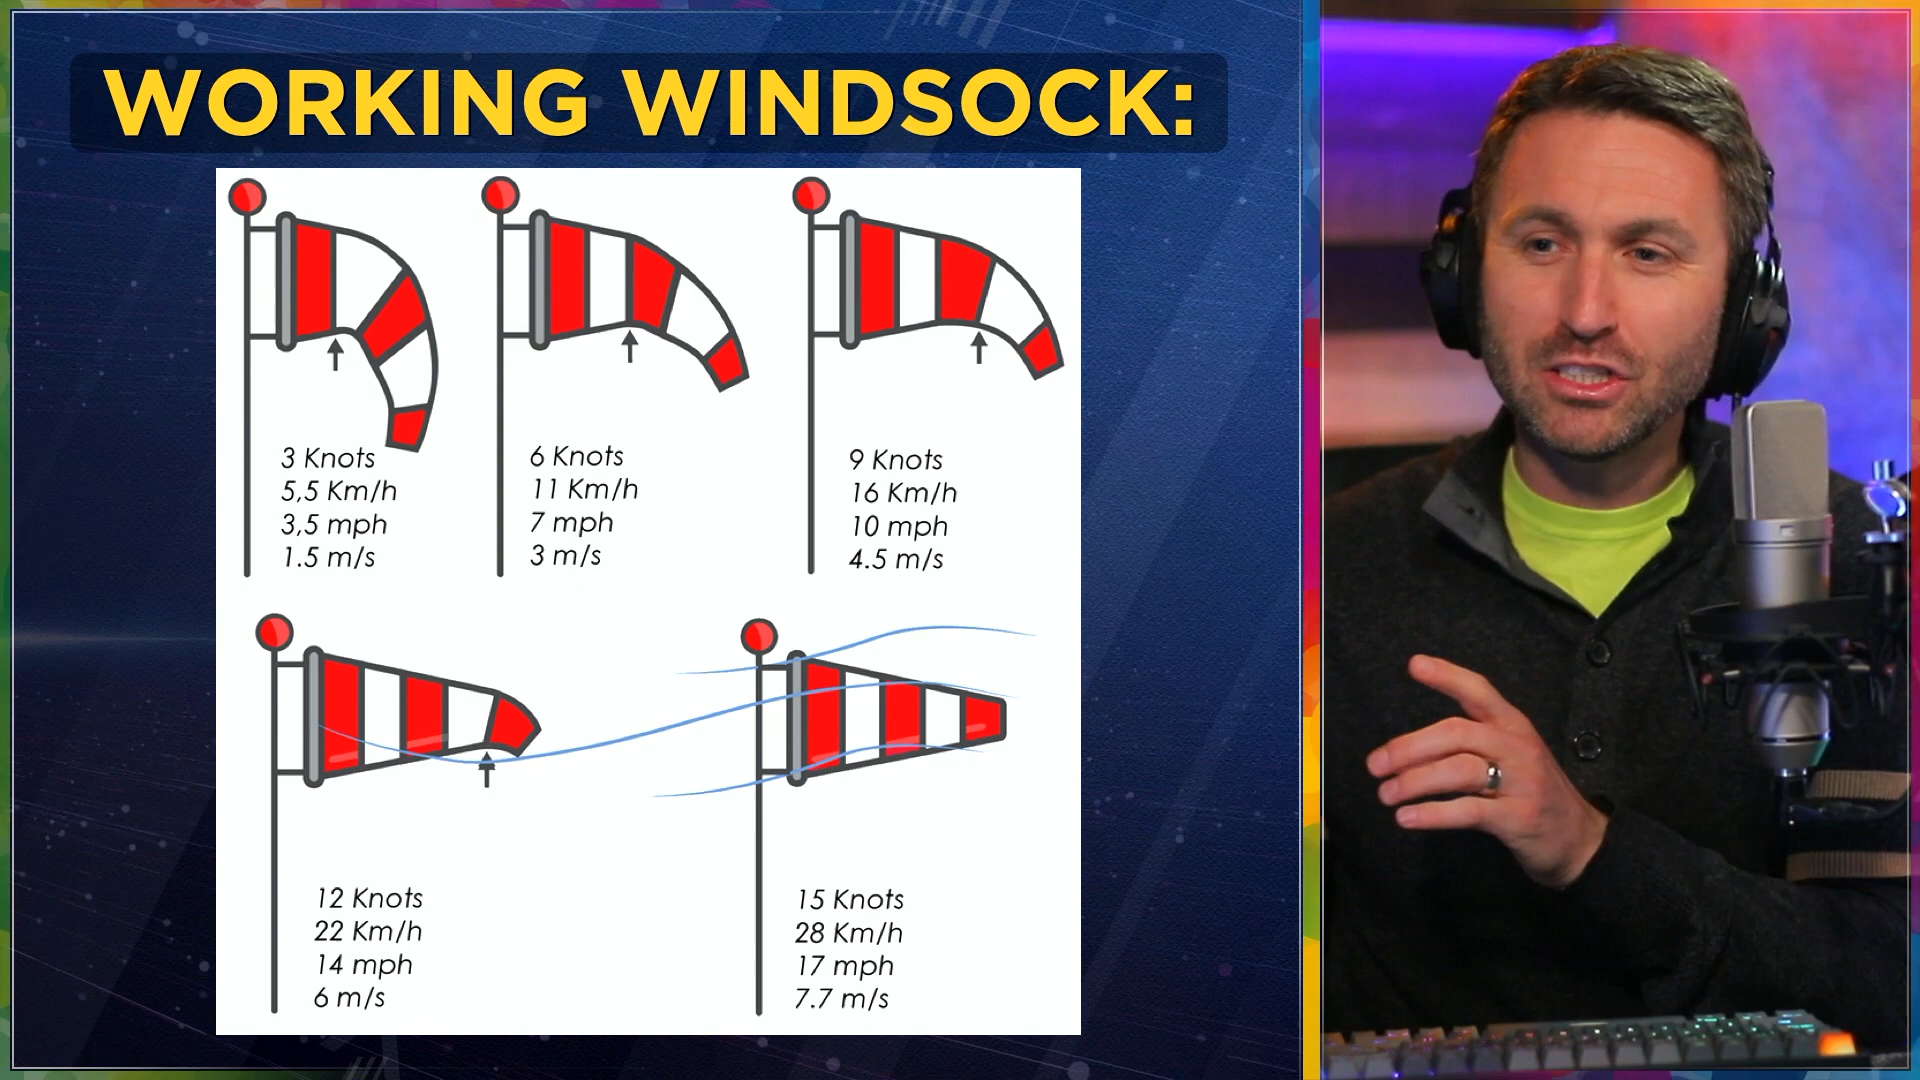 WORKING WINDSOCK:
3 Knots
5,5 Km/h
3,5 mph
1.5 m/s
6 Knots
11 Km/h
7 mph
3 m/s
9 Knots
16 Km/h
10 mph
4.5 m/s
12 Knots
22 Km/h
14 mph
6 m/s
15 Knots
28 Km/h
17 mph
7.7 m/s